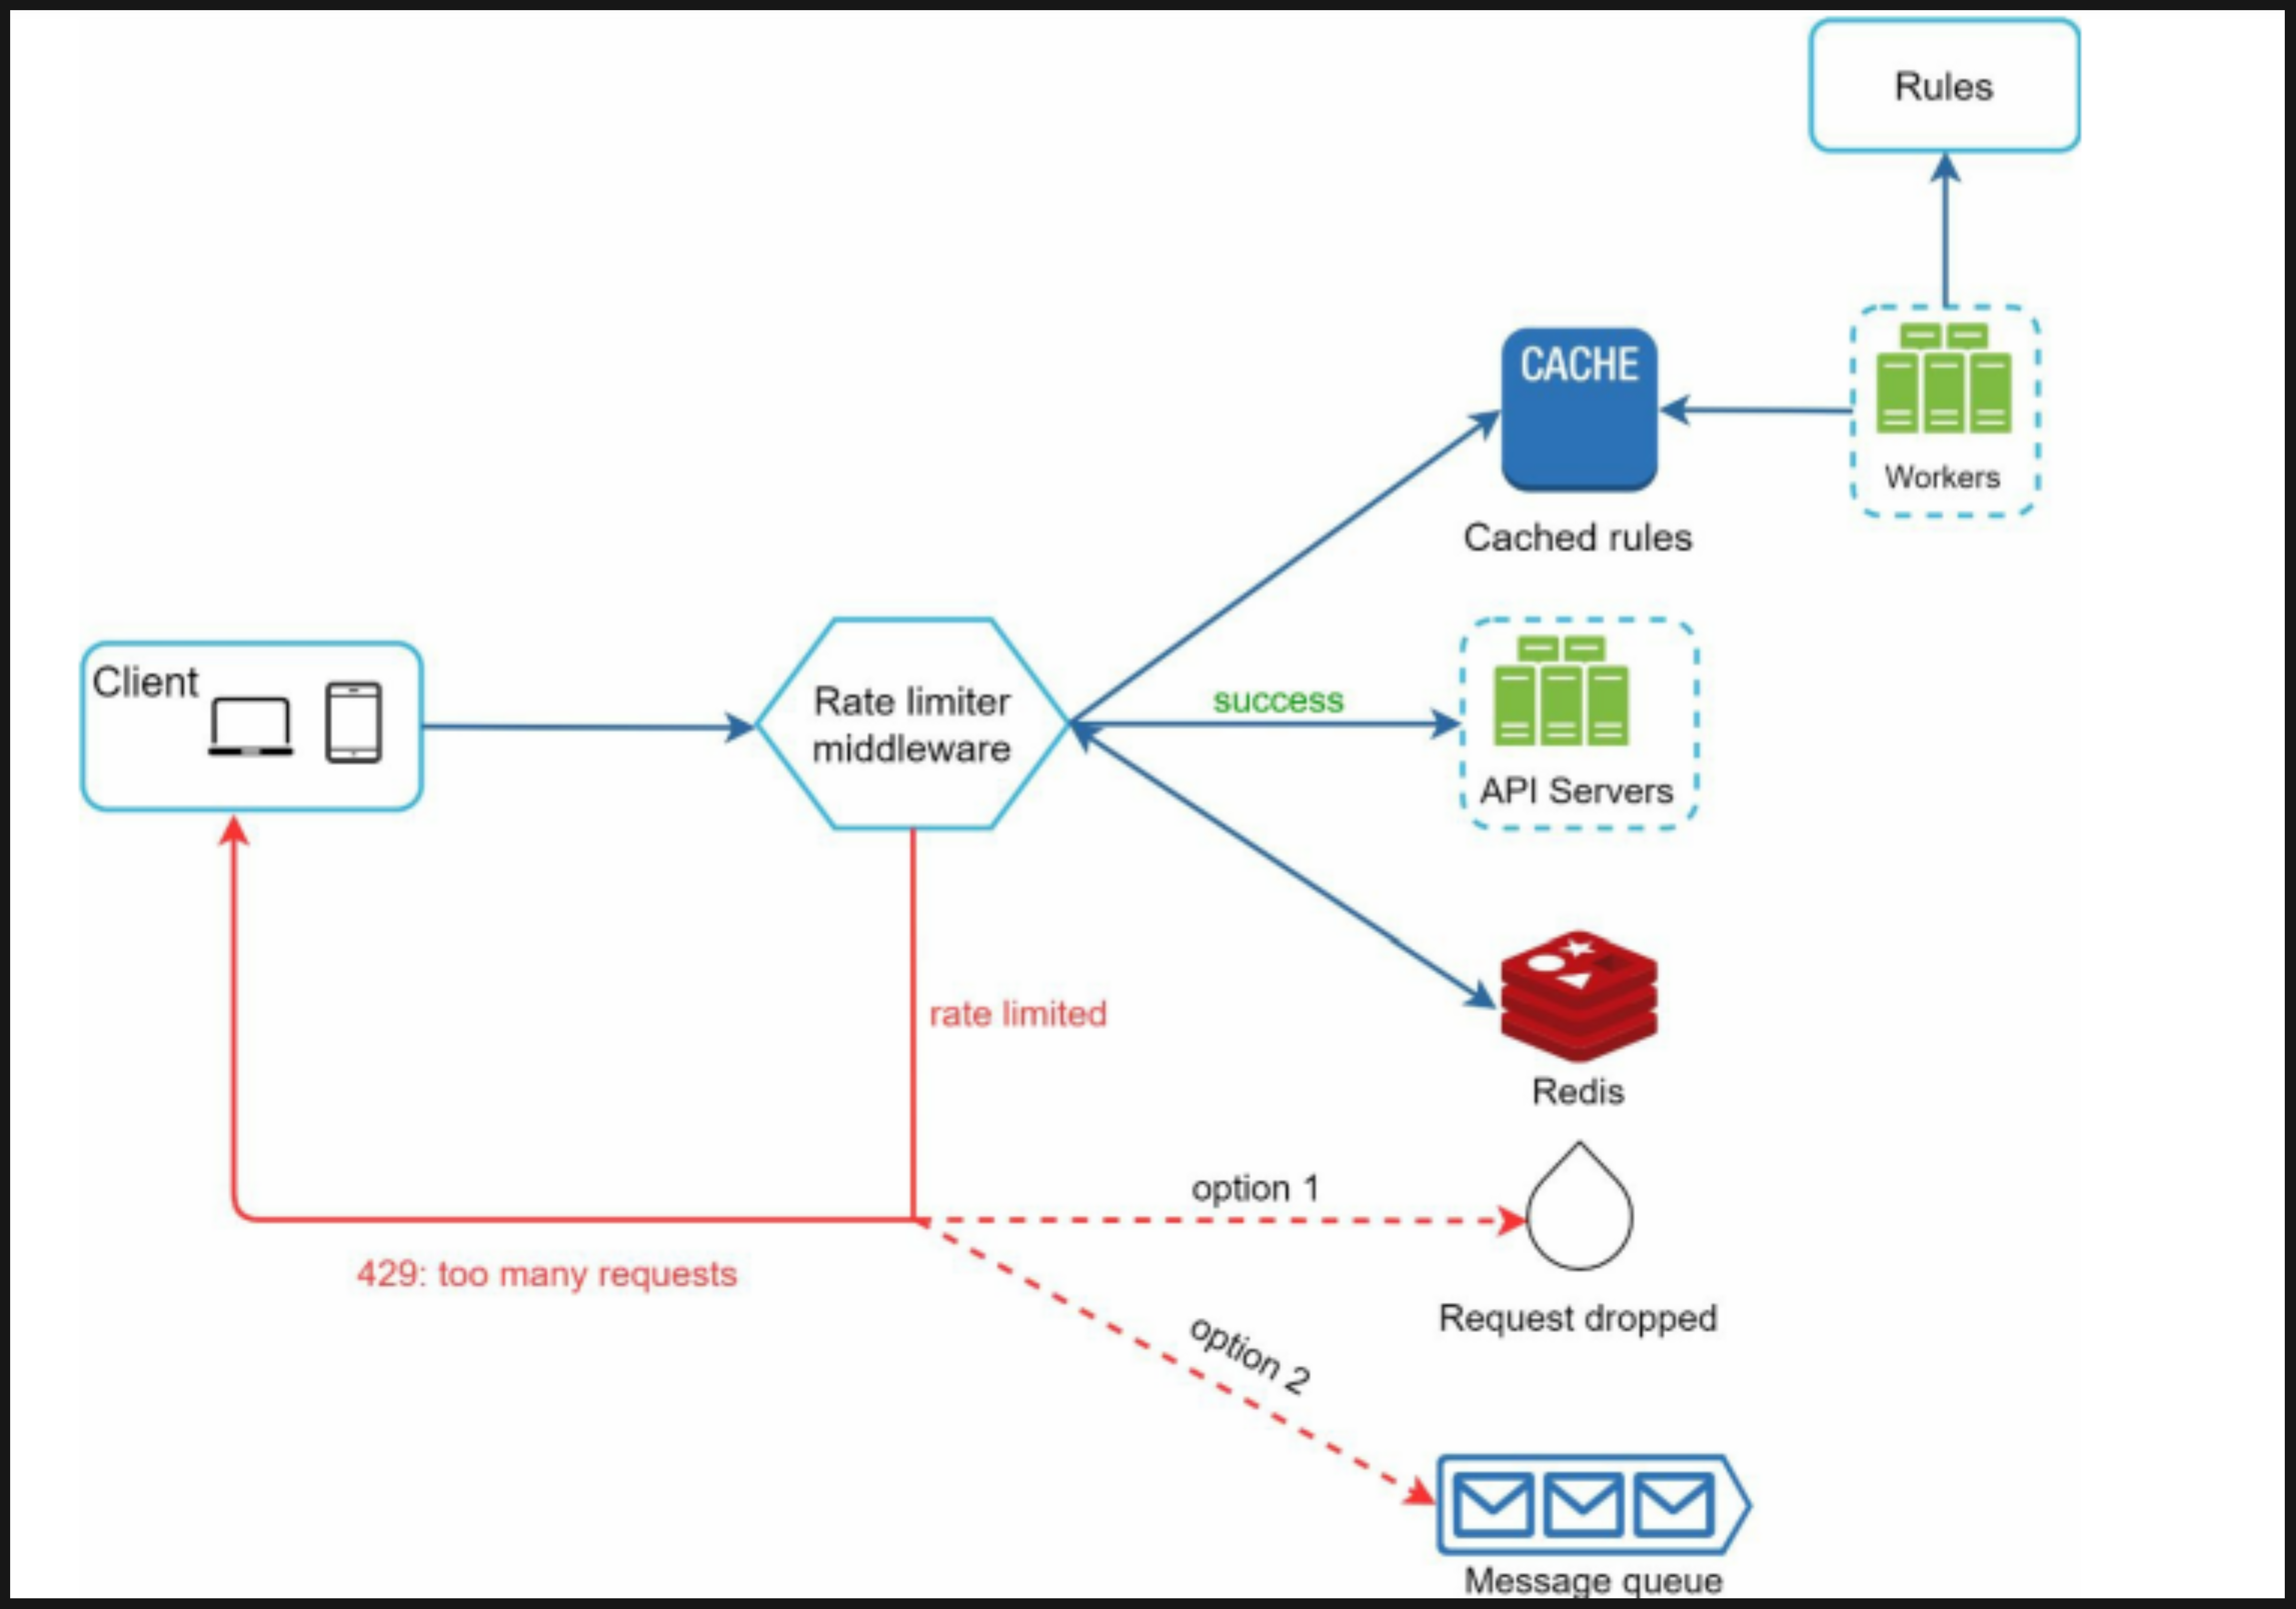 Rules
CACHE
Workers
Cached rules
Client
Rate limiter
middleware
success
API Servers
rate limited
Redis
option 1
429: too many requests
Request dropped
option 2
Message queue